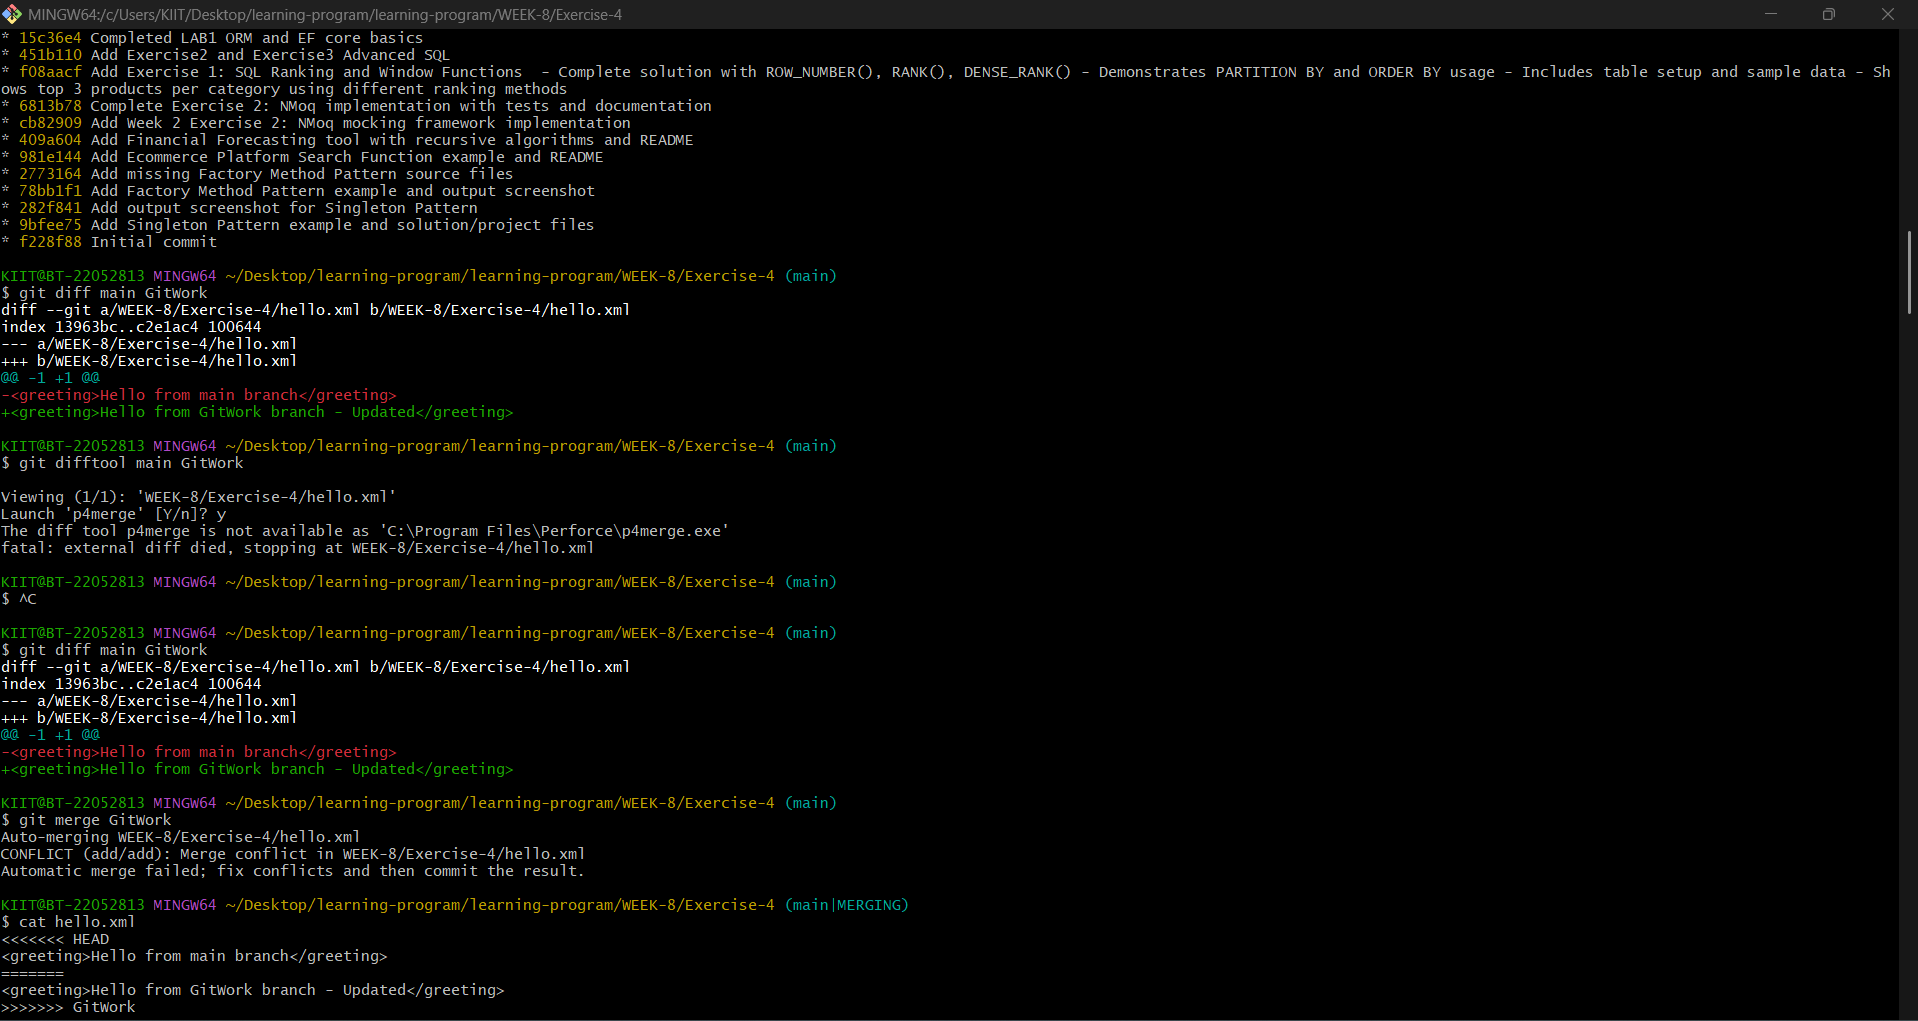 MINGW64:/c/Users/KIIT/Desktop/learning-program/learning-program/WEEK-8/Exercise-4
* 15c36e4 Completed LAB1 ORM and EF core basics
* 451b110 Add Exercise2 and Exercise3 Advanced SQL
* f08aacf Add Exercise 1: SQL Ranking and Window Functions  - Complete solution with ROW_NUMBER(), RANK(), DENSE_RANK() - Demonstrates PARTITION BY and ORDER BY usage - Includes table setup and sample data - Sh
ows top 3 products per category using different ranking methods
* 6813b78 Complete Exercise 2: NMoq implementation with tests and documentation
* cb82909 Add Week 2 Exercise 2: NMoq mocking framework implementation
* 409a604 Add Financial Forecasting tool with recursive algorithms and README
* 981e144 Add Ecommerce Platform Search Function example and README
* 2773164 Add missing Factory Method Pattern source files
* 78bb1f1 Add Factory Method Pattern example and output screenshot
* 282f841 Add output screenshot for Singleton Pattern
* 9bfee75 Add Singleton Pattern example and solution/project files
* f228f88 Initial commit
KIIT@BT-22052813 MINGW64 ~/Desktop/learning-program/learning-program/WEEK-8/Exercise-4 (main)
$ git diff main GitWork
diff --git a/WEEK-8/Exercise-4/hello.xml b/WEEK-8/Exercise-4/hello.xml
index 13963bc..c2e1ac4 100644
--- a/WEEK-8/Exercise-4/hello.xml
+++ b/WEEK-8/Exercise-4/hello.xml
@@ -1 +1 @@
-<greeting>Hello from main branch</greeting>
+<greeting>Hello from GitWork branch - Updated</greeting>
KIIT@BT-22052813 MINGW64 ~/Desktop/learning-program/learning-program/WEEK-8/Exercise-4 (main)
$ git difftool main GitWork
Viewing (1/1): 'WEEK-8/Exercise-4/hello.xml'
Launch 'p4merge' [Y/n]? y
The diff tool p4merge is not available as 'C:\Program Files\Perforce\p4merge.exe'
fatal: external diff died, stopping at WEEK-8/Exercise-4/hello.xml
KIIT@BT-22052813 MINGW64 ~/Desktop/learning-program/learning-program/WEEK-8/Exercise-4 (main)
$ ^C
KIIT@BT-22052813 MINGW64 ~/Desktop/learning-program/learning-program/WEEK-8/Exercise-4 (main)
$ git diff main GitWork
diff --git a/WEEK-8/Exercise-4/hello.xml b/WEEK-8/Exercise-4/hello.xml
index 13963bc..c2e1ac4 100644
--- a/WEEK-8/Exercise-4/hello.xml
+++ b/WEEK-8/Exercise-4/hello.xml
@@ -1 +1 @@
-<greeting>Hello from main branch</greeting>
+<greeting>Hello from GitWork branch - Updated</greeting>
KIIT@BT-22052813 MINGW64 ~/Desktop/learning-program/learning-program/WEEK-8/Exercise-4 (main)
$ git merge GitWork
Auto-merging WEEK-8/Exercise-4/hello.xml
CONFLICT (add/add): Merge conflict in WEEK-8/Exercise-4/hello.xml
Automatic merge failed; fix conflicts and then commit the result.
KIIT@BT-22052813 MINGW64 ~/Desktop/learning-program/learning-program/WEEK-8/Exercise-4 (main|MERGING)
$ cat hello.xml
<<<<<<< HEAD
<greeting>Hello from main branch</greeting>
=======
<greeting>Hello from GitWork branch - Updated</greeting>
>>>>>>> GitWork